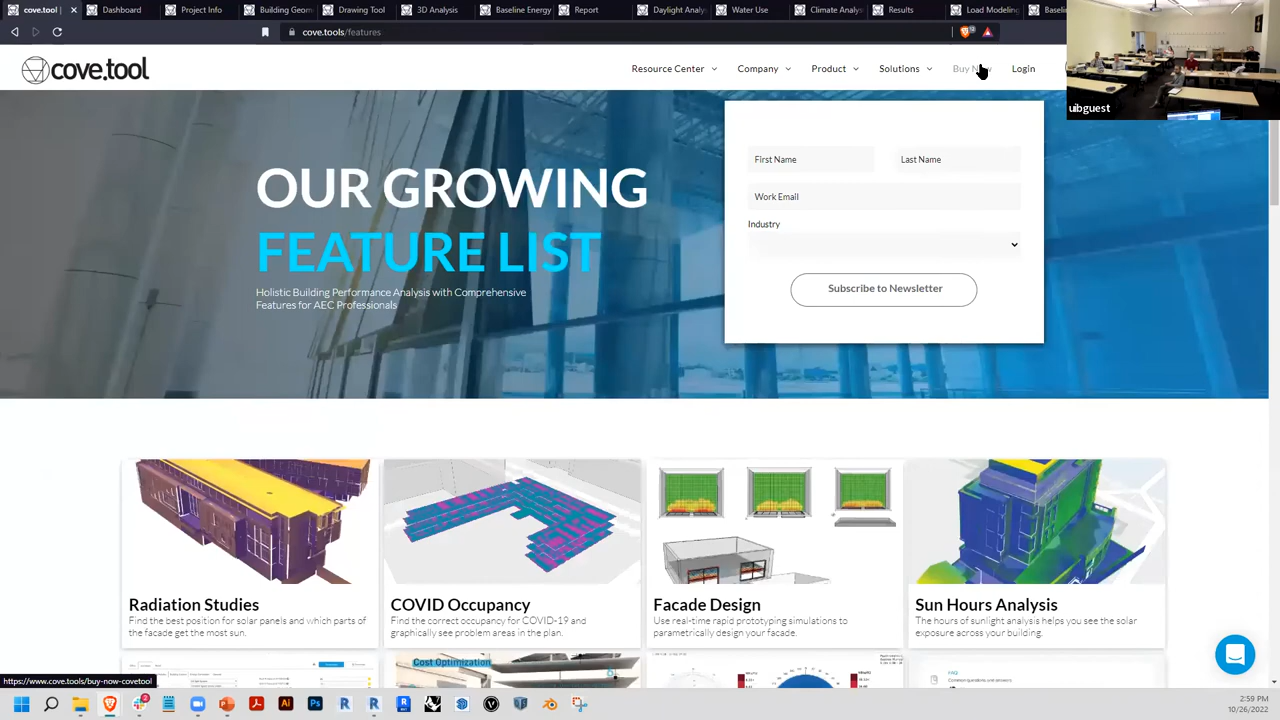 cove.tool |
Dashboard
Project Info
Building Geom
Drawing Tool
3D Analysis
Baseline Energy
Report
Daylight Analy
Water Use
Climate Analys
Results
Load Modeling
Baseli
cove.tools/features
cove.tool
Resource Center
Company
Product
Solutions
Buy Now
Login
uibguest
OUR GROWING
FEATURE LIST
Holistic Building Performance Analysis with Comprehensive
Features for AEC Professionals
First Name
Last Name
Work Email
Industry
Subscribe to Newsletter
Radiation Studies
Find the best position for solar panels and which parts of
the facade get the most sun.
COVID Occupancy
Find the correct occupancy for COVID-19 and
graphically see problem areas in the plan.
Facade Design
Use real-time rapid prototyping simulations to
parametrically design your facade.
Sun Hours Analysis
The hours of sunlight analysis helps you see the solar
exposure across your building.
Cost Optimization
FAQ
Common questions, and answers
https://www.cove.tools/buy-now-covetool
2:59 PM
10/26/2022